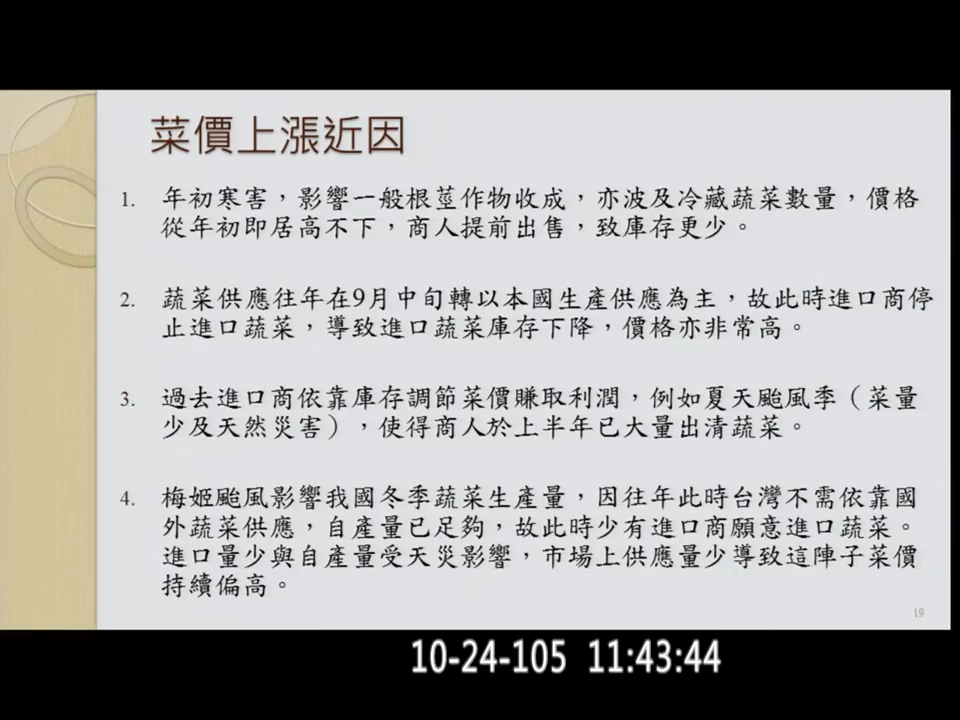 菜價上漲近因
1. 年初寒害，影響一般根莖作物收成，亦波及冷藏蔬菜數量，價格
從年初即居高不下，商人提前出售，致庫存更少。
2. 蔬菜供應往年在9月中旬轉以本國生產供應為主，故此時進口商停
止進口蔬菜，導致進口蔬菜庫存下降，價格亦非常高。
3. 過去進口商依靠庫存調節菜價賺取利潤，例如夏天颱風季（菜量
少及天然災害），使得商人於上半年已大量出清蔬菜。
4. 梅姬颱風影響我國冬季蔬菜生產量，因往年此時台灣不需依靠國
外蔬菜供應，自產量已足夠，故此時少有進口商願意進口蔬菜。
進口量少與自產量受天災影響，市場上供應量少導致這陣子菜價
持續偏高。
19
10-24-105 11:43:44